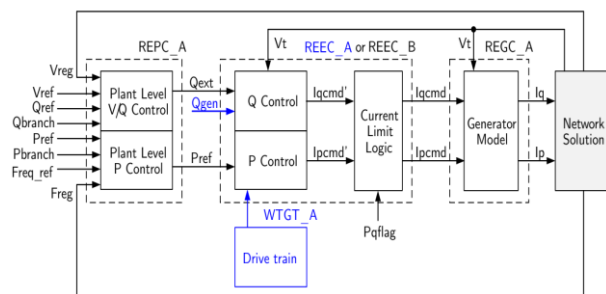 REPC_A
Vt
REEC_A or REEC_B
Vt
REGC_A
Vreg
Vref
Qref
Qbranch
Pref
Pbranch
Freq_ref
Freg
Plant Level
V/Q Control
Plant Level
P Control
Qext
Qgen
Pref
Q Control
P Control
Iqcmd'
Ipcmd'
Current
Limit
Logic
Iqcmd
Ipcmd
Generator
Model
Iq
Ip
Network
Solution
WTGT_A
Drive train
Pqflag